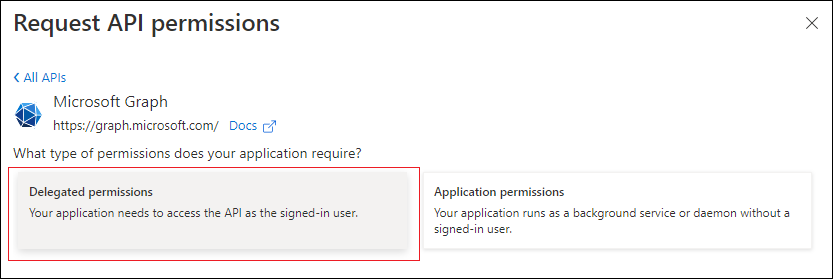 Request API permissions
All APIs
Microsoft Graph
https://graph.microsoft.com/ Docs
What type of permissions does your application require?
Delegated permissions
Your application needs to access the API as the signed-in user.
Application permissions
Your application runs as a background service or daemon without a
signed-in user.